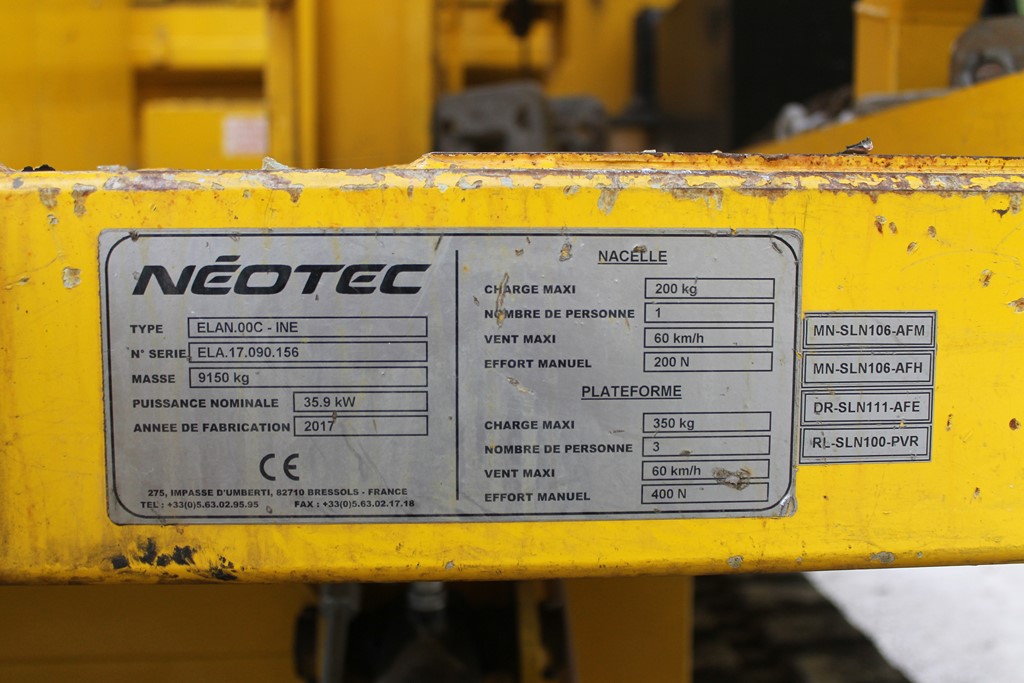 NÉOTEC
TYPE ELAN.00C - INE
N° SERIE ELA.17.090.156
MASSE 9150 kg
PUISSANCE NOMINALE 35.9 kW
ANNEE DE FABRICATION 2017
CE
275, IMPASSE D'UMBERTI, 82710 BRESSOLS - FRANCE
TEL : +33(0)5.63.02.95.95 FAX : +33(0)5.63.02.17.18
NACELLE
CHARGE MAXI 200 kg
NOMBRE DE PERSONNE 1
VENT MAXI 60 km/h
EFFORT MANUEL 200 N
PLATEFORME
CHARGE MAXI 350 kg
NOMBRE DE PERSONNE 3
VENT MAXI 60 km/h
EFFORT MANUEL 400 N
MN-SLN106-AFM
MN-SLN106-AFH
DR-SLN111-AFE
RL-SLN100-PVR